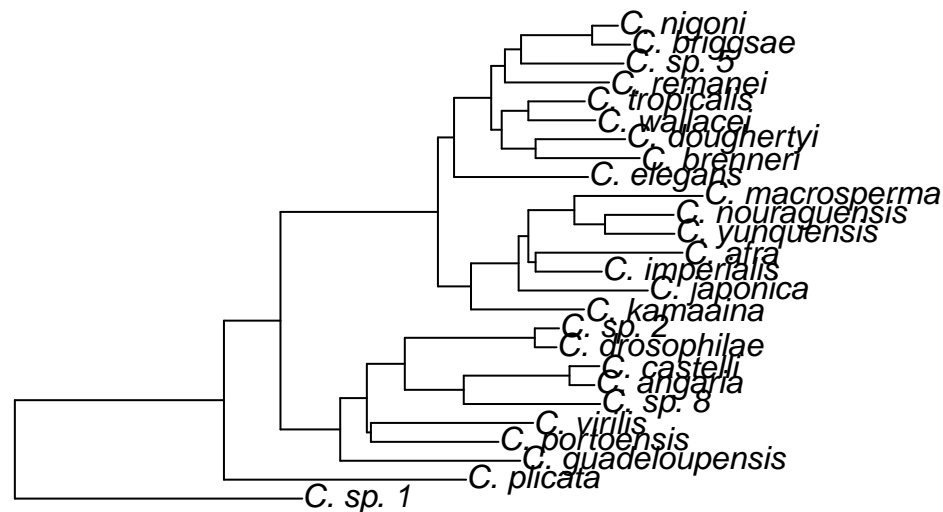 C. nigoni
C. briggsae
C. sp. 5
C. remanei
C. tropicalis
C. wallacei
C. doughertyi
C. brenneri
C. elegans
C. macrosperma
C. nouraguensis
C. yunquensis
C. afra
C. imperialis
C. japonica
C. kamaaina
C. sp. 2
C. drosophilae
C. castelli
C. angaria
C. sp. 8
C. virilis
C. portoensis
C. guadeloupensis
C. plicata
C. sp. 1